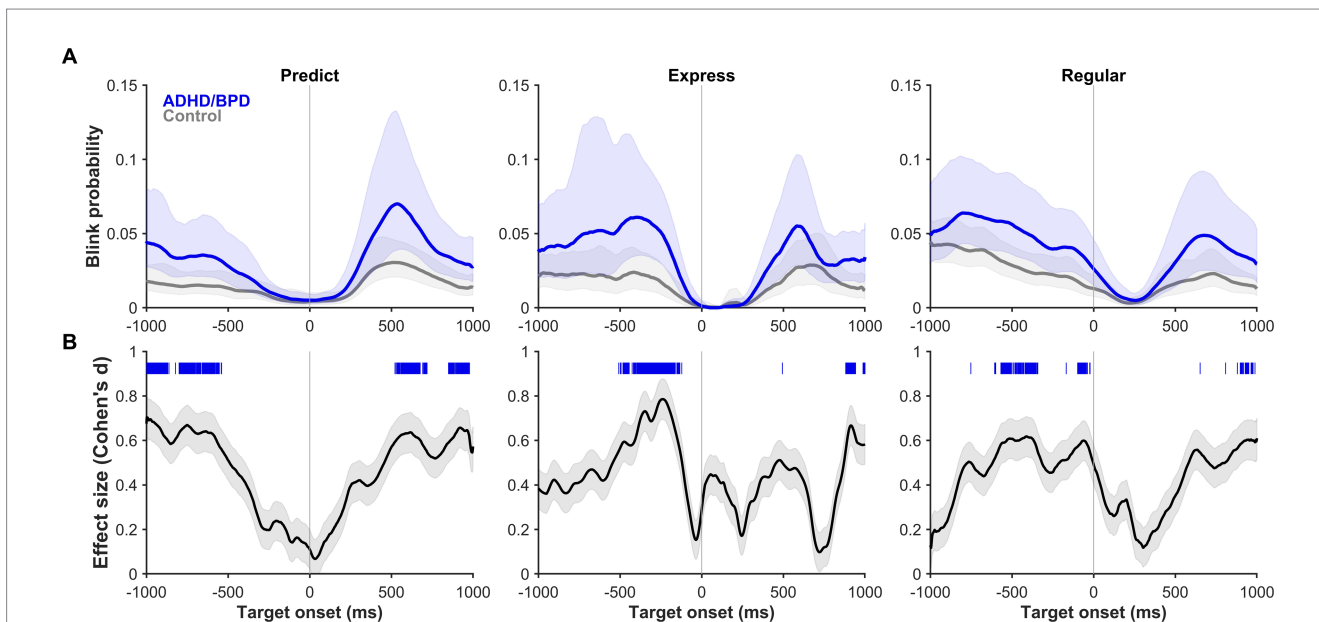 A
Predict
Express
Regular
0.15
0.1
0.05
0
ADHD/BPD
Control
Blink probability
-1000 -500 0 500 1000
0.15
0.1
0.05
0
-1000 -500 0 500 1000
0.15
0.1
0.05
0
-1000 -500 0 500 1000
B
1
0.8
0.6
0.4
0.2
0
Effect size (Cohen's d)
-1000 -500 0 500 1000
Target onset (ms)
1
0.8
0.6
0.4
0.2
0
-1000 -500 0 500 1000
Target onset (ms)
1
0.8
0.6
0.4
0.2
0
-1000 -500 0 500 1000
Target onset (ms)